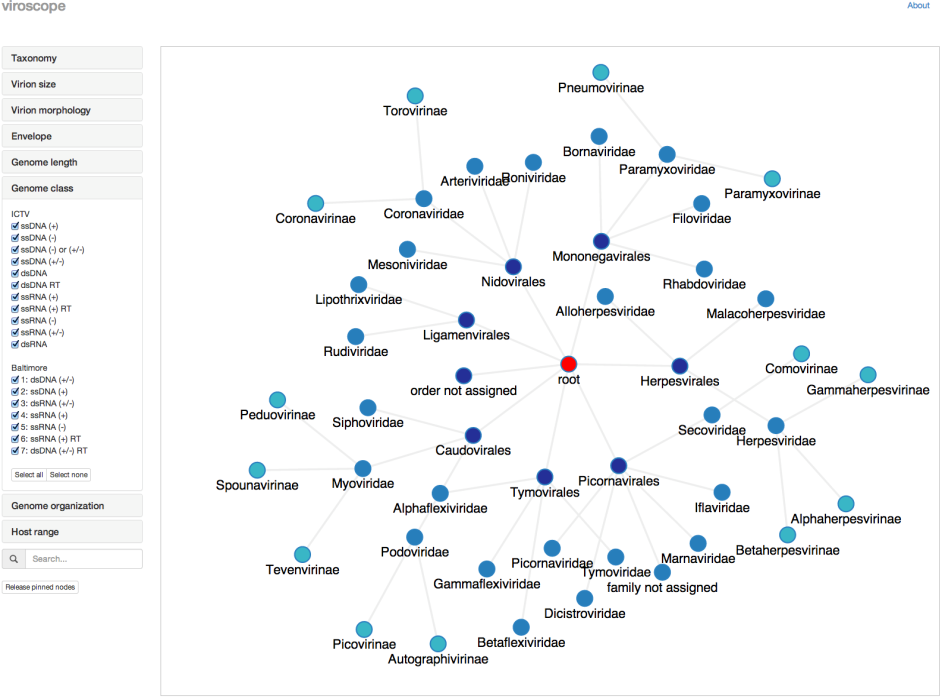 viroscope
About
Taxonomy
Virion size
Virion morphology
Envelope
Genome length
Genome class
ICTV
ssDNA (+)
ssDNA (-)
ssDNA (-) or (+/-)
ssDNA (+/-)
dsDNA
dsDNA RT
ssRNA (+)
ssRNA (+) RT
ssRNA (-)
ssRNA (+/-)
dsRNA
Baltimore
1: dsDNA (+/-)
2: ssDNA (+)
3: dsRNA (+/-)
4: ssRNA (+)
5: ssRNA (-)
6: ssRNA (+) RT
7: dsDNA (+/-) RT
Select all Select none
Genome organization
Host range
Search...
Release pinned nodes
Pneumovirinae
Torovirinae
Bornaviridae
Paramyxoviridae
Arteriviridae
Roniviridae
Paramyxovirinae
Coronavirinae
Coronaviridae
Filoviridae
Mononegavirales
Mesoniviridae
Nidovirales
Rhabdoviridae
Lipothrixviridae
Alloherpesviridae
Malacoherpesviridae
Ligamenvirales
Rudiviridae
Comovirinae
root
Herpesvirales
order not assigned
Gammaherpesvirinae
Peduovirinae
Siphoviridae
Secoviridae
Herpesviridae
Caudovirales
Spounavirinae
Myoviridae
Tymovirales
Picornavirales
Alphaflexiviridae
Iflaviridae
Alphaherpesvirinae
Podoviridae
Betaherpesvirinae
Picornaviridae
Marnaviridae
Tevenvirinae
Tymoviridae
Gammaflexiviridae
family not assigned
Dicistroviridae
Picovirinae
Betaflexiviridae
Autographivirinae